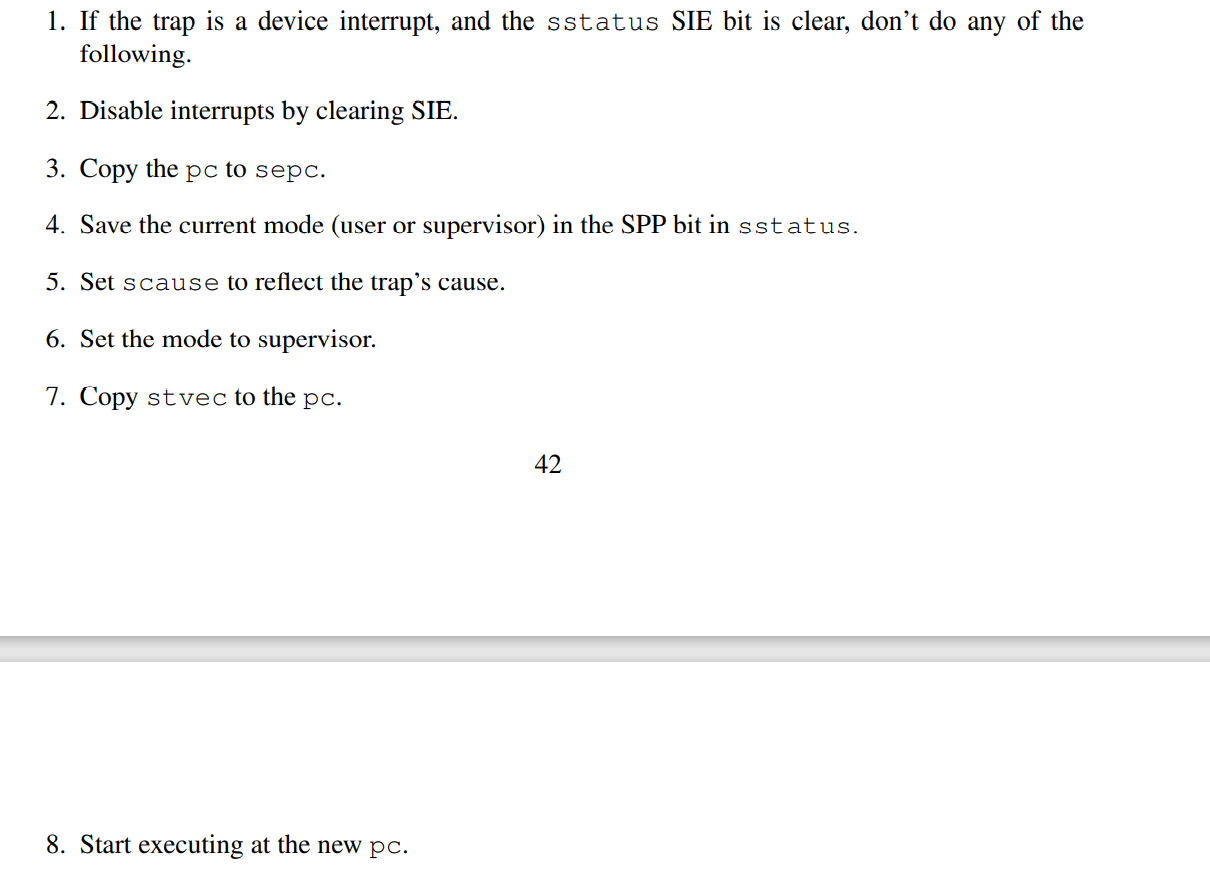 1. If the trap is a device interrupt, and the sstatus SIE bit is clear, don’t do any of the
following.
2. Disable interrupts by clearing SIE.
3. Copy the pc to sepc.
4. Save the current mode (user or supervisor) in the SPP bit in sstatus.
5. Set scause to reflect the trap’s cause.
6. Set the mode to supervisor.
7. Copy stvec to the pc.
42
8. Start executing at the new pc.